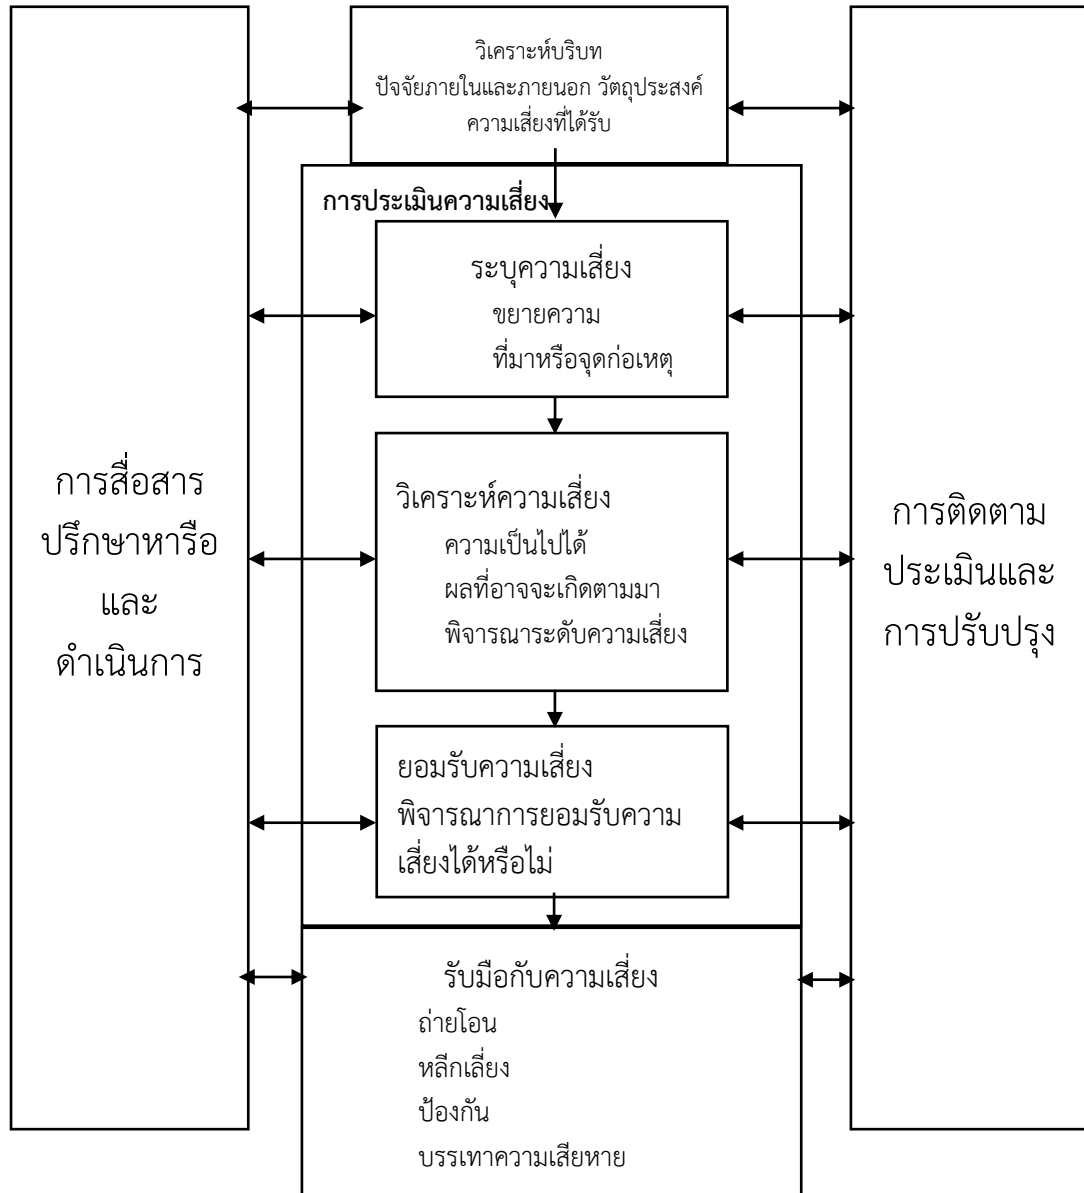 วิเคราะห์บริบท
ปัจจัยภายในและภายนอก วัตถุประสงค์
ความเสี่ยงที่ได้รับ
การประเมินความเสี่ยง
ระบุความเสี่ยง
ขยายความ
ที่มาหรือจุดก่อเหตุ
การสื่อสาร
ปรึกษาหารือ
และ
ดำเนินการ
วิเคราะห์ความเสี่ยง
ความเป็นไปได้
ผลที่อาจจะเกิดตามมา
พิจารณาระดับความเสี่ยง
การติดตาม
ประเมินและ
การปรับปรุง
ยอมรับความเสี่ยง
พิจารณาการยอมรับความ
เสี่ยงได้หรือไม่
รับมือกับความเสี่ยง
ถ่ายโอน
หลีกเลี่ยง
ป้องกัน
บรรเทาความเสียหาย